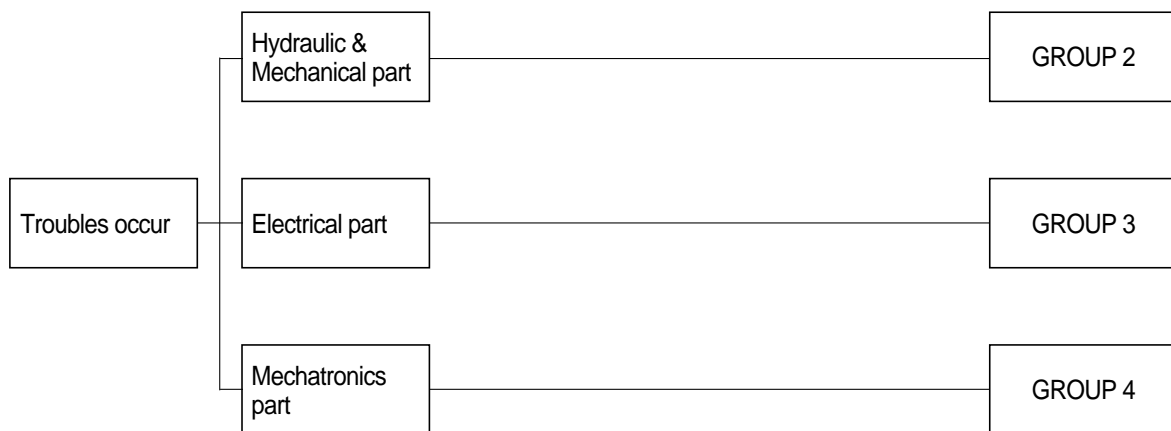 Hydraulic &
Mechanical part
GROUP 2
Troubles occur
Electrical part
GROUP 3
Mechatronics
part
GROUP 4